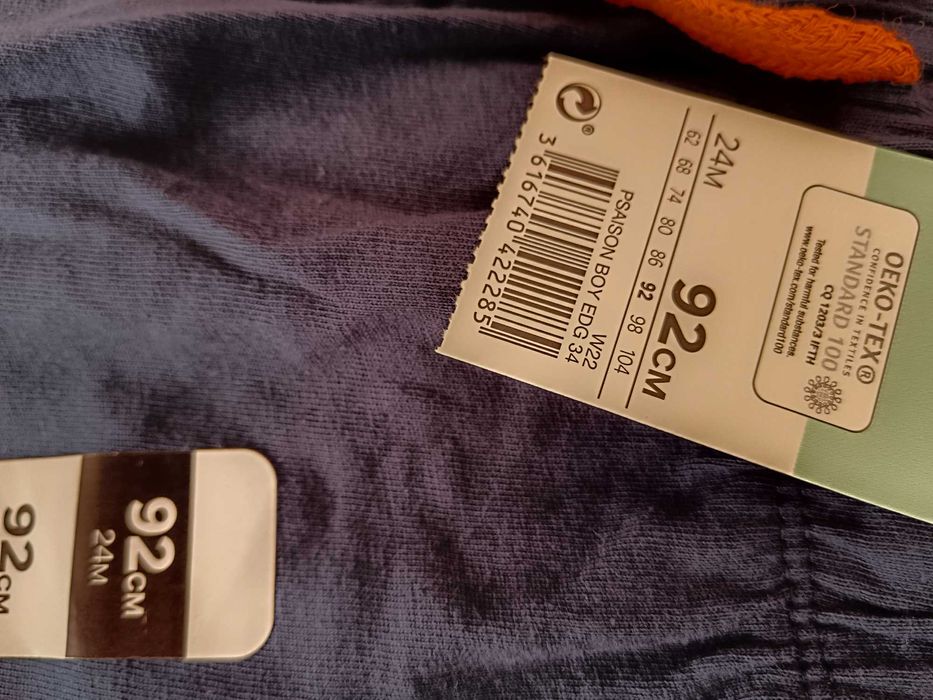 OEKO-TEX®
CONFIDENCE IN TEXTILES
STANDARD 100
CQ 1203/3 IFTH
Tested for harmful substances.
www.oeko-tex.com/standard100
24M
92CM
62 68 74 80 86 92 98 104
PSAISON BOY EDG 34
W22
3 616740 422285
®
92CM
24M
92CM